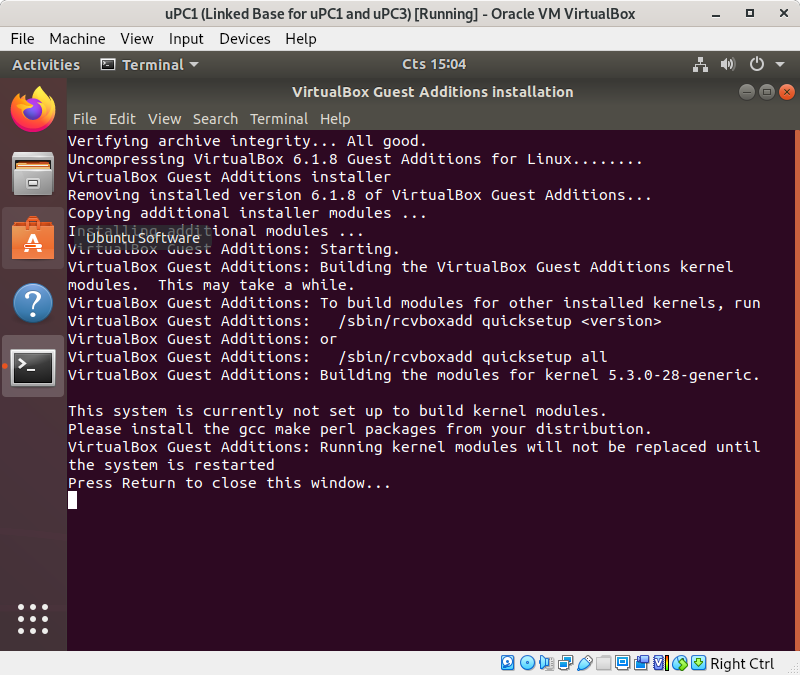 uPC1 (Linked Base for uPC1 and uPC3) [Running] - Oracle VM VirtualBox
File Machine View Input Devices Help
Activities Terminal Cts 15:04
VirtualBox Guest Additions installation
File Edit View Search Terminal Help
Verifying archive integrity... All good.
Uncompressing VirtualBox 6.1.8 Guest Additions for Linux........
VirtualBox Guest Additions installer
Removing installed version 6.1.8 of VirtualBox Guest Additions...
Copying additional installer modules ...
Installing additional modules ...
Ubuntu Software
VirtualBox Guest Additions: Starting.
VirtualBox Guest Additions: Building the VirtualBox Guest Additions kernel
modules.  This may take a while.
VirtualBox Guest Additions: To build modules for other installed kernels, run
VirtualBox Guest Additions:   /sbin/rcvboxadd quicksetup <version>
VirtualBox Guest Additions: or
VirtualBox Guest Additions:   /sbin/rcvboxadd quicksetup all
VirtualBox Guest Additions: Building the modules for kernel 5.3.0-28-generic.
This system is currently not set up to build kernel modules.
Please install the gcc make perl packages from your distribution.
VirtualBox Guest Additions: Running kernel modules will not be replaced until
the system is restarted
Press Return to close this window...
Right Ctrl